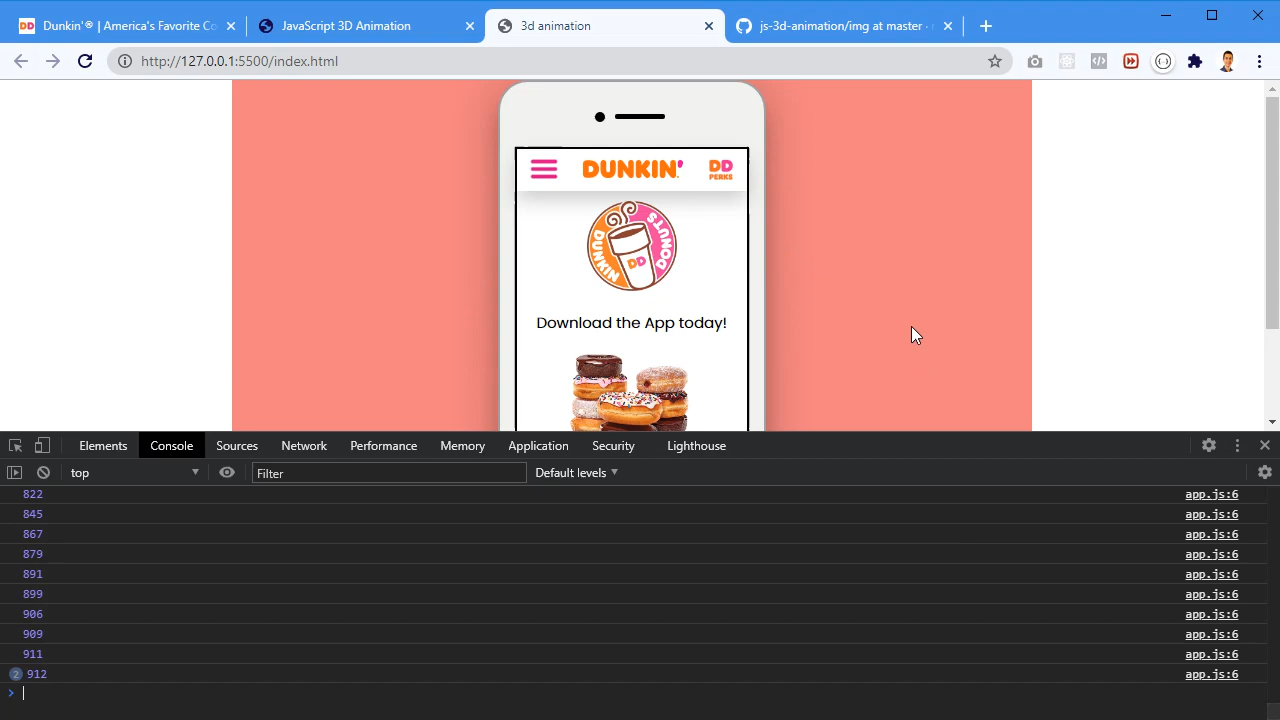 Dunkin'® | America's Favorite Co
JavaScript 3D Animation
3d animation
js-3d-animation/img at master ·
http://127.0.0.1:5500/index.html
DUNKIN'
DD
PERKS
DUNKIN DONUTS
DD
Download the App today!
Elements
Console
Sources
Network
Performance
Memory
Application
Security
Lighthouse
top
Filter
Default levels
822 app.js:6
845 app.js:6
867 app.js:6
879 app.js:6
891 app.js:6
899 app.js:6
906 app.js:6
909 app.js:6
911 app.js:6
2 912 app.js:6